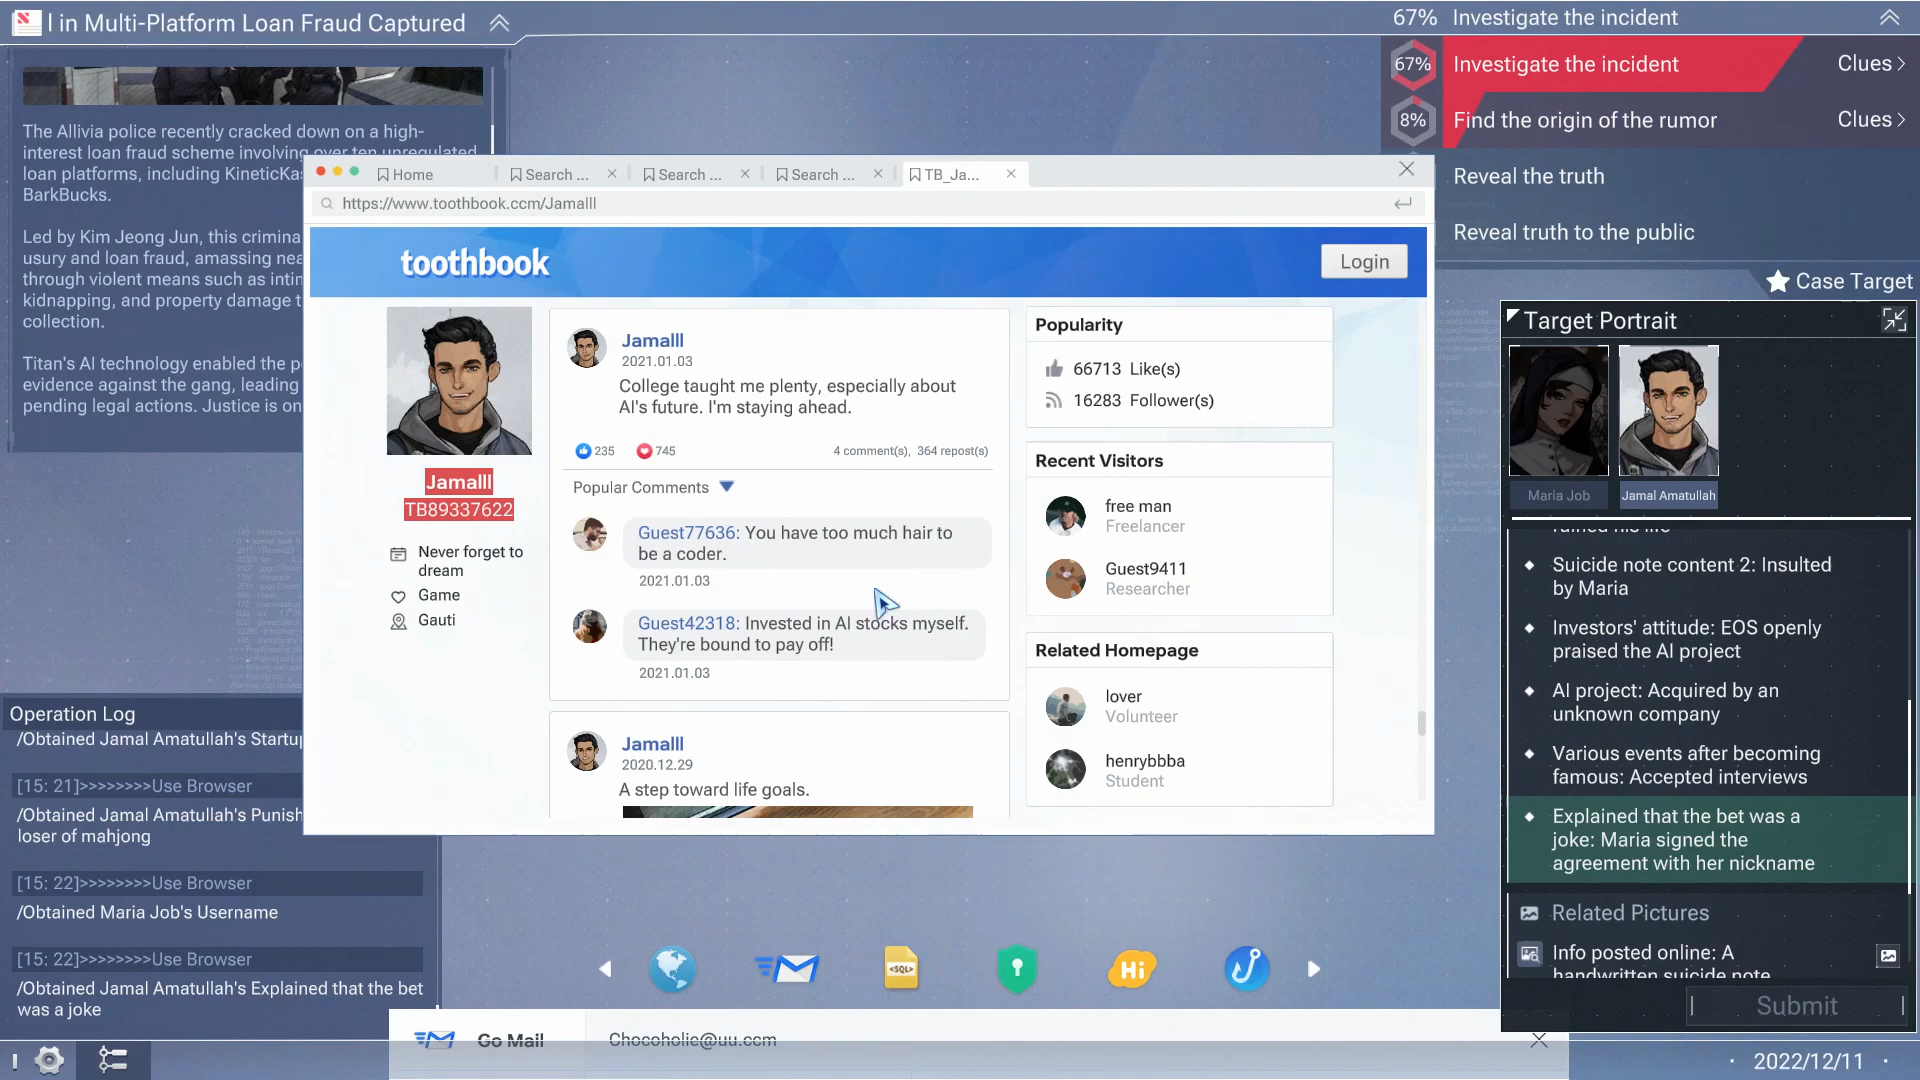 l in Multi-Platform Loan Fraud Captured
The Allivia police recently cracked down on a high-
interest loan fraud scheme involving over ten unregulated
loan platforms, including KineticKas
BarkBucks.
Led by Kim Jeong Jun, this crimina
usury and loan fraud, amassing nea
through violent means such as intim
kidnapping, and property damage t
collection.
Titan's AI technology enabled the p
evidence against the gang, leading
pending legal actions. Justice is on
Operation Log
/Obtained Jamal Amatullah's Startup
[15: 21]>>>>>>>>Use Browser
/Obtained Jamal Amatullah's Punish
loser of mahjong
[15: 22]>>>>>>>>Use Browser
/Obtained Maria Job's Username
[15: 22]>>>>>>>>Use Browser
/Obtained Jamal Amatullah's Explained that the bet
was a joke
Home
Search ...
Search ...
Search ...
TB_Ja...
https://www.toothbook.ccm/Jamalll
toothbook
Login
Jamalll
TB89337622
Never forget to
dream
Game
Gauti
Jamalll
2021.01.03
College taught me plenty, especially about
AI's future. I'm staying ahead.
235 745 4 comment(s), 364 repost(s)
Popular Comments
Guest77636: You have too much hair to
be a coder.
2021.01.03
Guest42318: Invested in AI stocks myself.
They're bound to pay off!
2021.01.03
Jamalll
2020.12.29
A step toward life goals.
Popularity
66713 Like(s)
16283 Follower(s)
Recent Visitors
free man
Freelancer
Guest9411
Researcher
Related Homepage
lover
Volunteer
henrybbba
Student
<SQL>
Hi
Go Mail
Chocoholic@uu.ccm
67% Investigate the incident
67% Investigate the incident Clues
8% Find the origin of the rumor Clues
Reveal the truth
Reveal truth to the public
Case Target
Target Portrait
Maria Job
Jamal Amatullah
ruined his life
Suicide note content 2: Insulted
by Maria
Investors' attitude: EOS openly
praised the AI project
AI project: Acquired by an
unknown company
Various events after becoming
famous: Accepted interviews
Explained that the bet was a
joke: Maria signed the
agreement with her nickname
Related Pictures
Info posted online: A
handwritten suicide note
Submit
2022/12/11